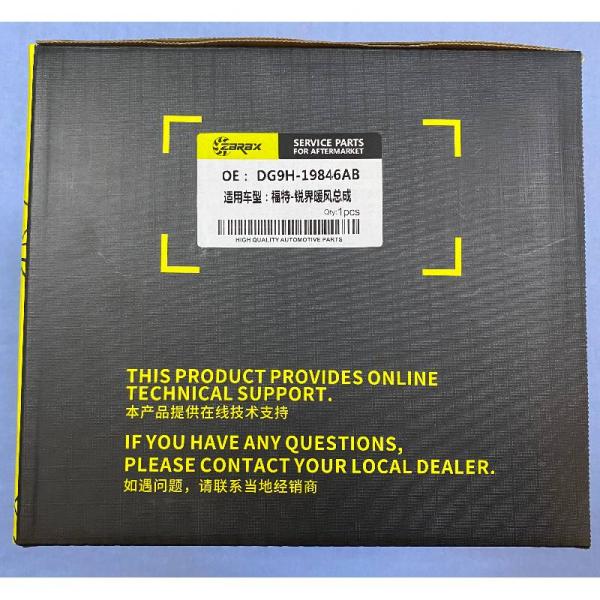 ZBRAX
SERVICE PARTS
FOR AFTERMARKET
OE： DG9H-19846AB
适用车型：福特-锐界暖风总成
Qty:1pcs
HIGH QUALITY AUTOMOTIVE PARTS
THIS PRODUCT PROVIDES ONLINE
TECHNICAL SUPPORT.
本产品提供在线技术支持
IF YOU HAVE ANY QUESTIONS,
PLEASE CONTACT YOUR LOCAL DEALER.
如遇问题，请联系当地经销商